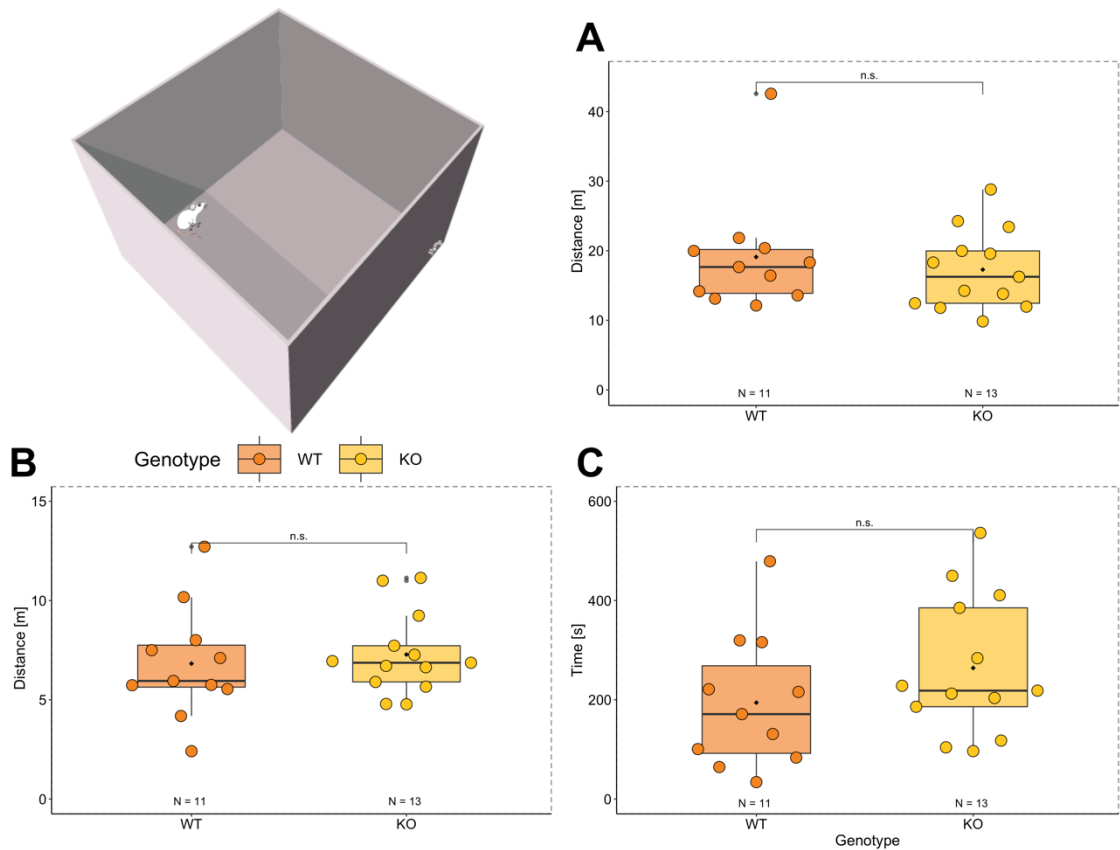 A
n.s.
Distance [m]
40
30
20
10
0
N = 11
N = 13
WT
KO
Genotype
WT
KO
B
n.s.
Distance [m]
15
10
5
0
N = 11
N = 13
WT
KO
C
n.s.
Time [s]
600
400
200
0
N = 11
N = 13
WT
KO
Genotype